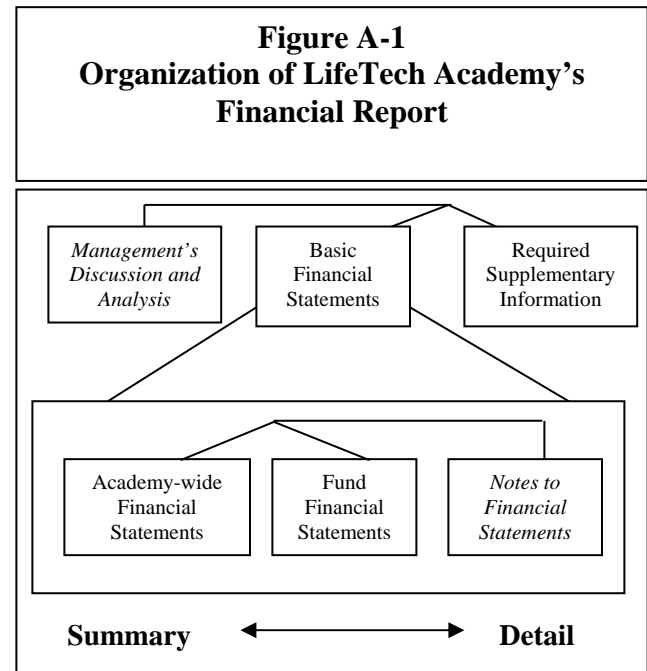 Figure A-1
Organization of LifeTech Academy’s
Financial Report
Management’s
Discussion and
Analysis
Basic
Financial
Statements
Required
Supplementary
Information
Academy-wide
Financial
Statements
Fund
Financial
Statements
Notes to
Financial
Statements
Summary
Detail